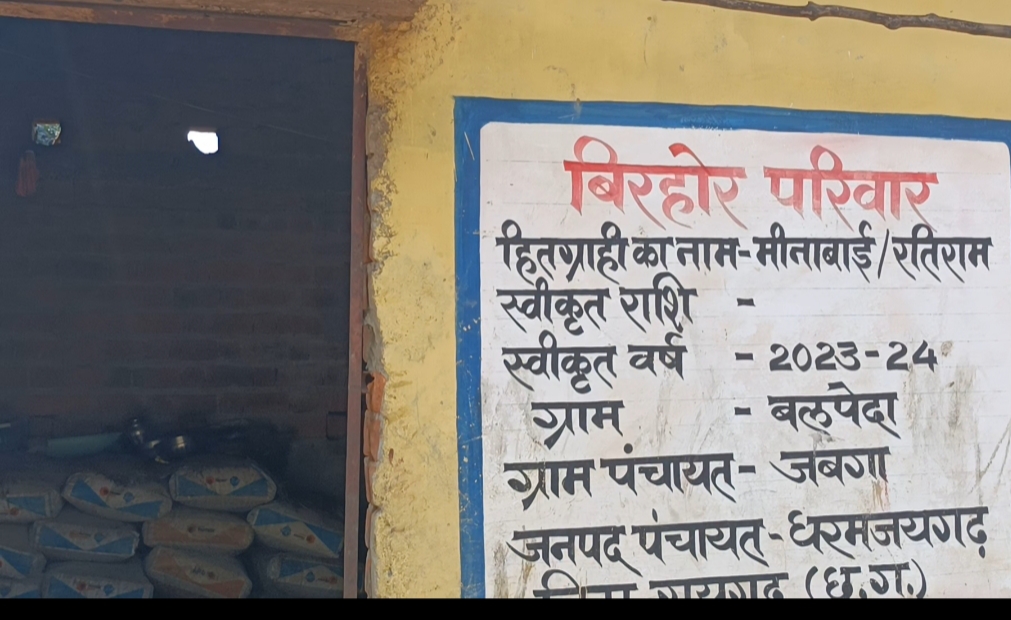 बिरहोर परिवार
हितग्राही का नाम-मीनाबाई/रतिराम
स्वीकृत राशि -
स्वीकृत वर्ष - 2023-24
ग्राम - बलपेदा
ग्राम पंचायत- जबगा
जनपद पंचायत-धरमजयगढ़
(छ.ग.)